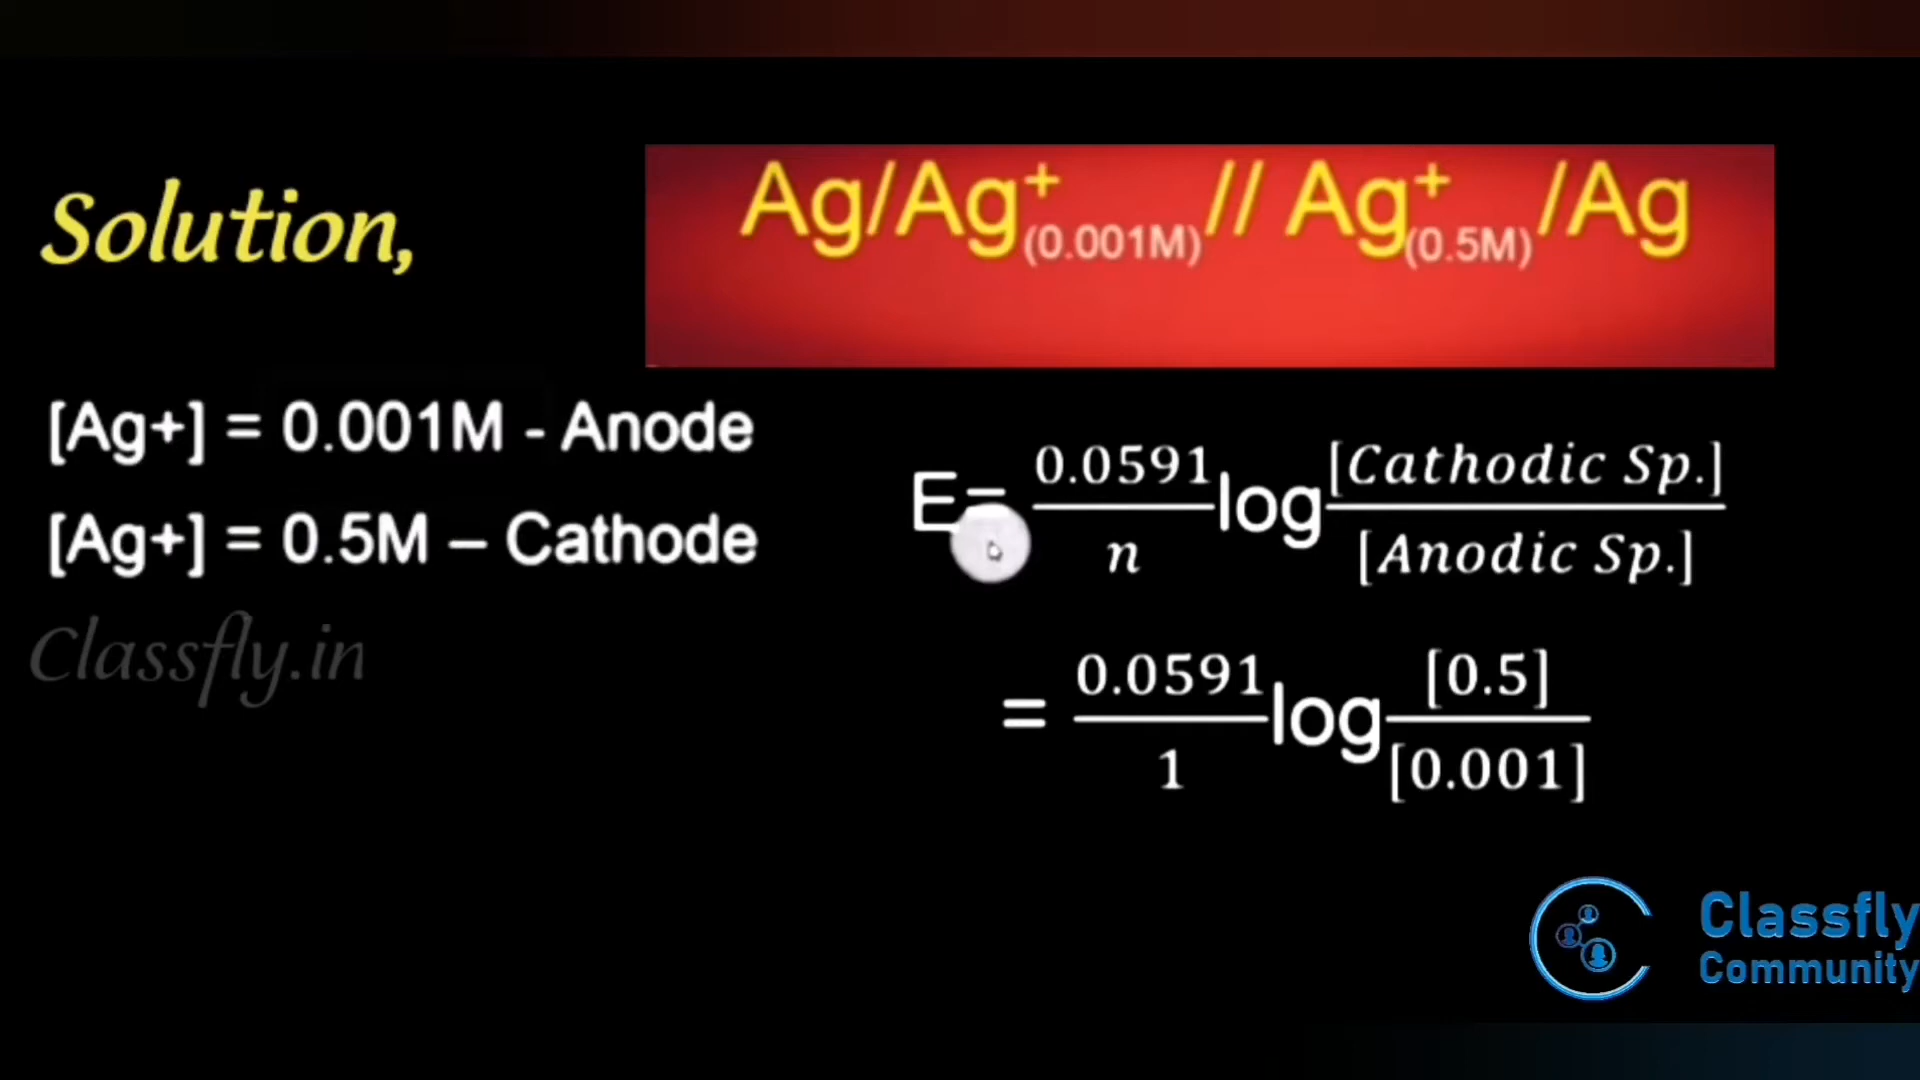 Solution,
Ag/Ag⁺(0.001M)// Ag⁺(0.5M)/Ag
[Ag+] = 0.001M - Anode
[Ag+] = 0.5M – Cathode
E= 0.0591/n log [Cathodic Sp.]/[Anodic Sp.]
= 0.0591/1 log [0.5]/[0.001]
Classfly.in
Classfly
Community